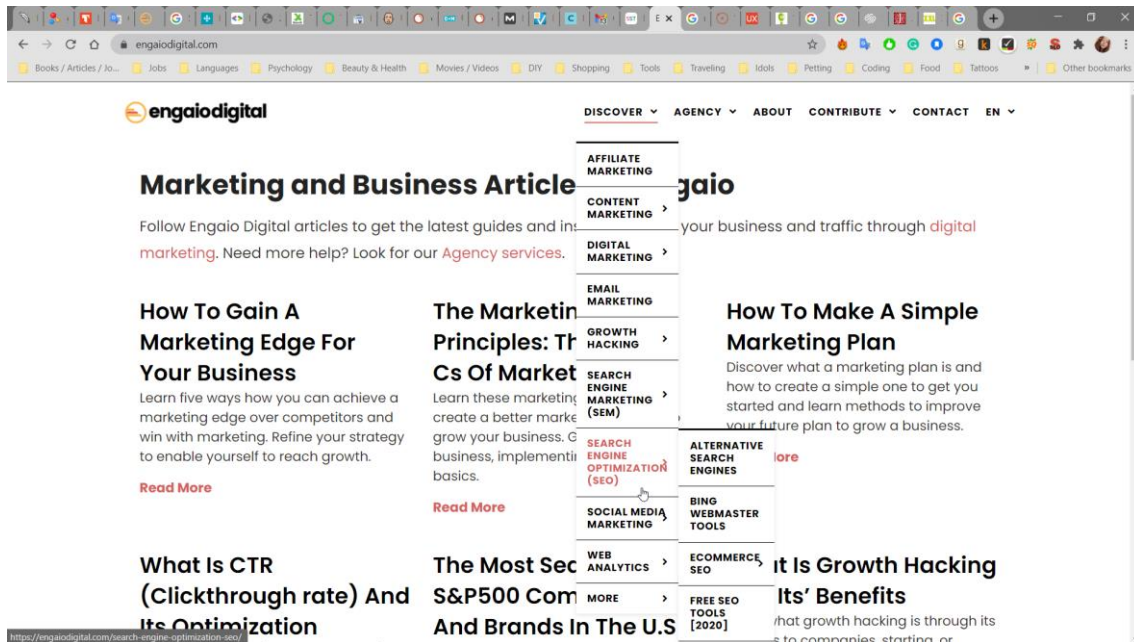 engaiodigital.com
Books / Articles / Jo... Jobs Languages Psychology Beauty & Health Movies / Videos DIY Shopping Tools Traveling Idols Petting Coding Food Tattoos » Other bookmarks
engaiodigital
DISCOVER AGENCY ABOUT CONTRIBUTE CONTACT EN
AFFILIATE
MARKETING
CONTENT
MARKETING
DIGITAL
MARKETING
EMAIL
MARKETING
GROWTH
HACKING
SEARCH
ENGINE
MARKETING
(SEM)
SEARCH
ENGINE
OPTIMIZATION
(SEO)
SOCIAL MEDIA
MARKETING
WEB
ANALYTICS
MORE
ALTERNATIVE
SEARCH
ENGINES
BING
WEBMASTER
TOOLS
ECOMMERCE
SEO
FREE SEO
TOOLS
[2020]
Marketing and Business Article gaio
Follow Engaio Digital articles to get the latest guides and ins your business and traffic through digital
marketing. Need more help? Look for our Agency services.
How To Gain A
Marketing Edge For
Your Business
Learn five ways how you can achieve a
marketing edge over competitors and
win with marketing. Refine your strategy
to enable yourself to reach growth.
Read More
The Marketin
Principles: Th
Cs Of Market
Learn these marketing
create a better marke
grow your business. G
business, implementi
basics.
Read More
How To Make A Simple
Marketing Plan
Discover what a marketing plan is and
how to create a simple one to get you
started and learn methods to improve
your future plan to grow a business.
ore
What Is CTR
(Clickthrough rate) And
Its Optimization
The Most Sec
S&P500 Com
And Brands In The U.S
t Is Growth Hacking
Its' Benefits
hat growth hacking is through its
s to companies, starting, or
https://engaiodigital.com/search-engine-optimization-seo/